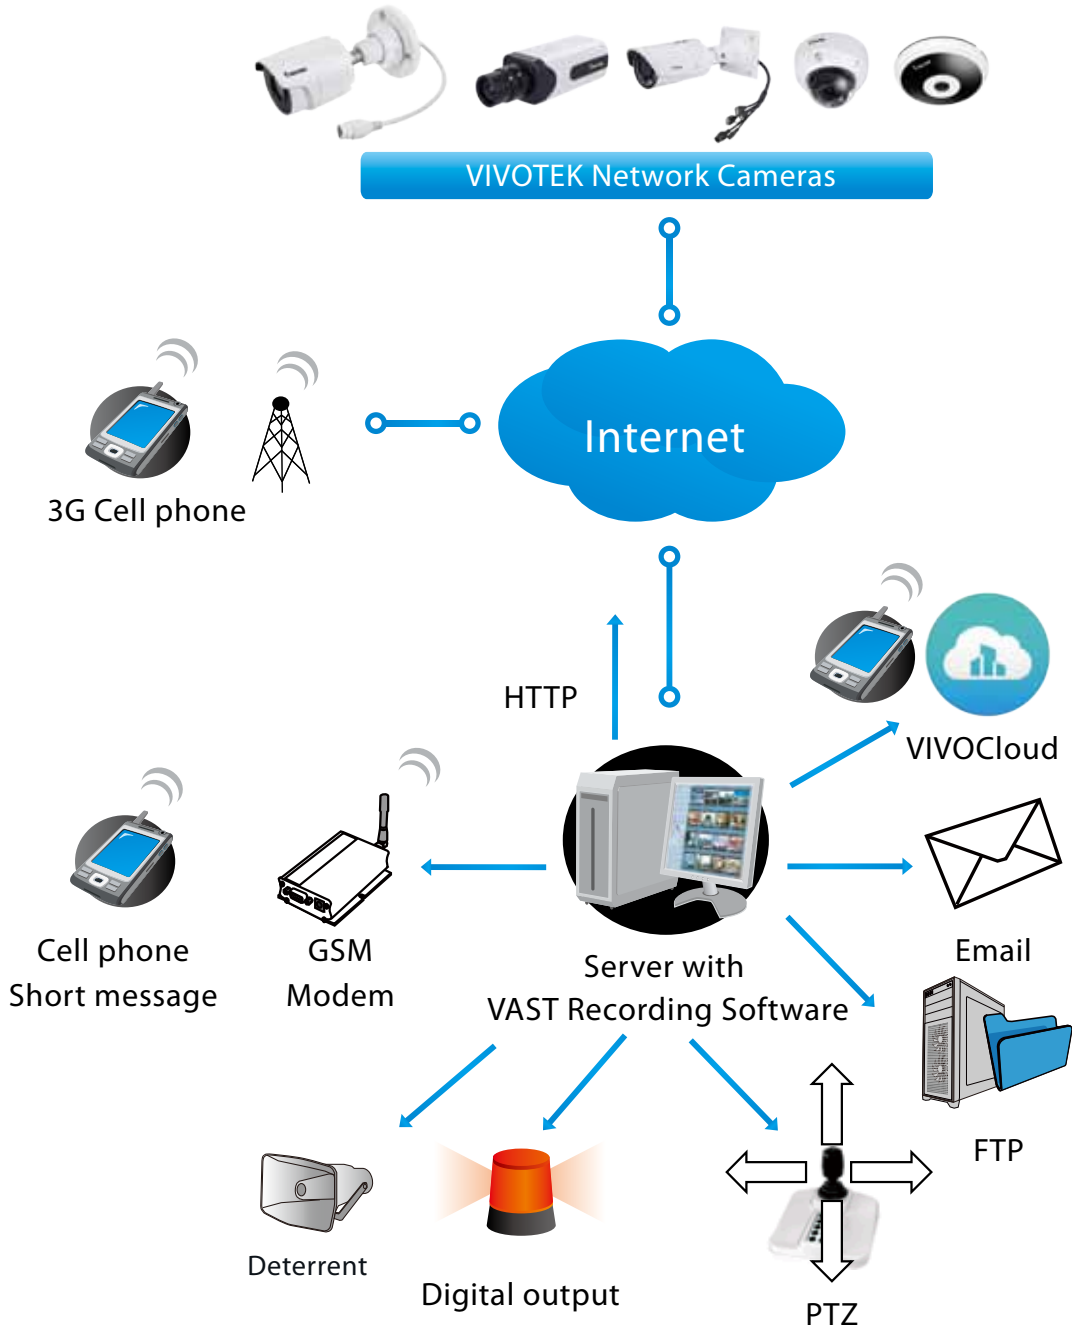 VIVOTEK Network Cameras
Internet
3G Cell phone
HTTP
VIVOCloud
Cell phone
Short message
GSM
Modem
Server with
VAST Recording Software
Email
FTP
Deterrent
Digital output
PTZ